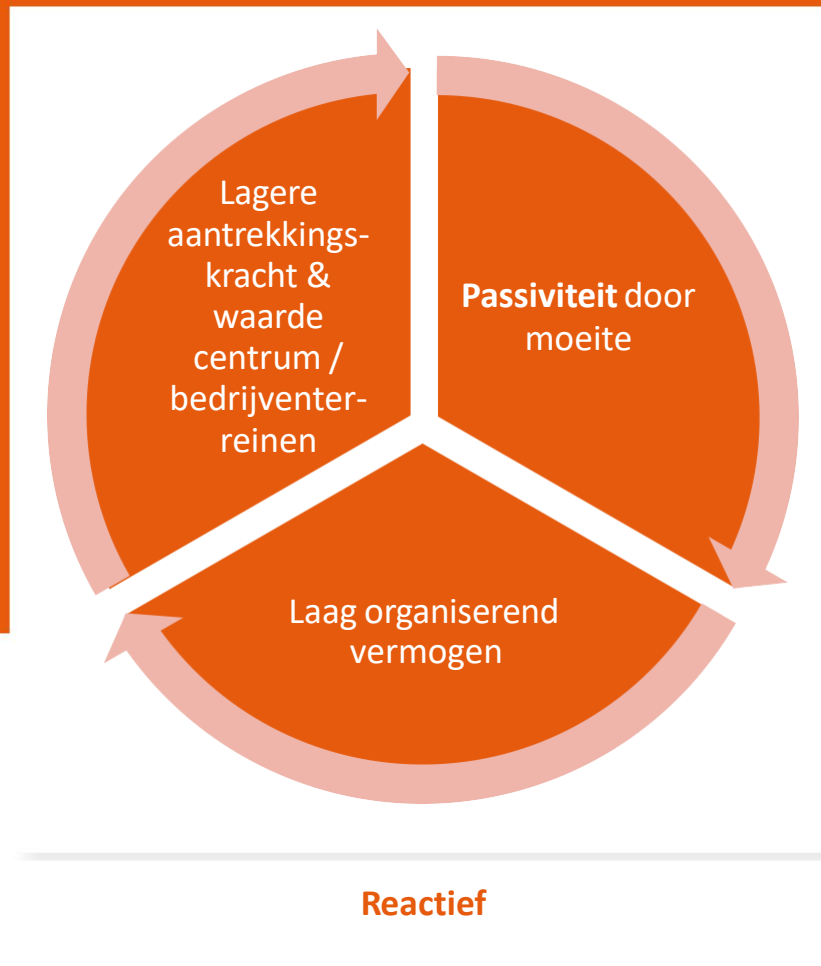 Lagere
aantrekkings-
kracht &
waarde
centrum /
bedrijventer-
reinen
Passiviteit door
moeite
Laag organiserend
vermogen
Reactief